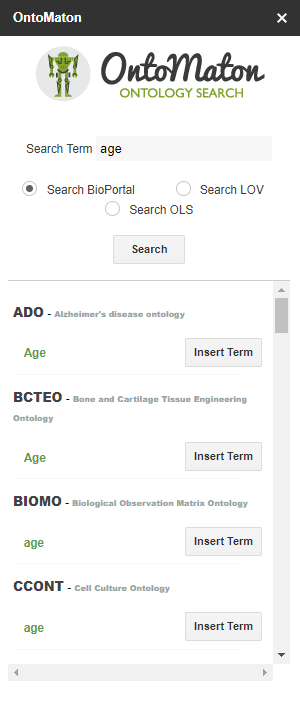 OntoMaton ×
OntoMaton
ONTOLOGY SEARCH
Search Term age
Search BioPortal Search LOV
Search OLS
Search
ADO - Alzheimer's disease ontology
Age Insert Term
BCTEO - Bone and Cartilage Tissue Engineering
Ontology
Age Insert Term
BIOMO - Biological Observation Matrix Ontology
age Insert Term
CCONT - Cell Culture Ontology
age Insert Term